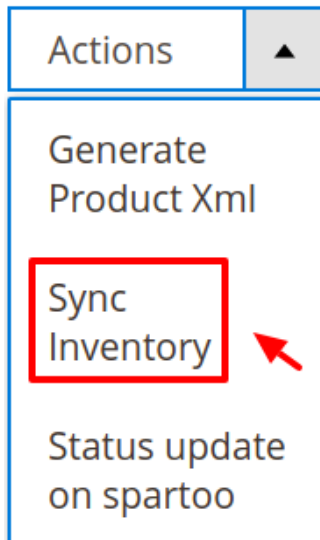 Actions
Generate
Product Xml
Sync
Inventory
Status update
on spartoo